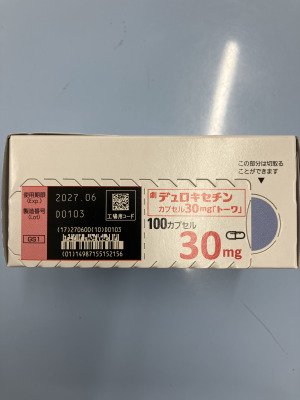 この部分は切取る
ことができます
使用期限
(Exp.)
2027.06
製造番号
(Lot)
D0103
工場用コード
GS1
(17)270600(10)D0103
(01)14987155152156
劇 デュロキセチン
カプセル30mg「トーワ」
100カプセル
30mg